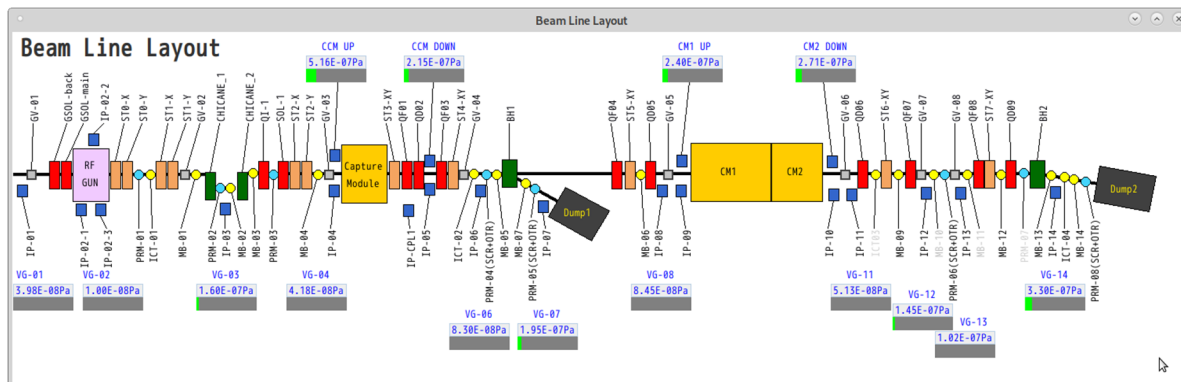 Beam Line Layout
Beam Line Layout
CCM UP
5.16E-07Pa
CCM DOWN
2.15E-07Pa
CM1 UP
2.40E-07Pa
CM2 DOWN
2.71E-07Pa
GV-01
GSOL-back
GSOL-main
IP-02-2
ST0-X
ST0-Y
ST1-X
ST1-Y
GV-02
CHICANE_1
CHICANE_2
QI-1
SOL-1
ST2-X
ST2-Y
GV-03
ST3-XY
QF01
QD02
QF03
ST4-XY
GV-04
BH1
QF04
ST5-XY
QD05
GV-05
GV-06
QD06
ST6-XY
QF07
GV-07
GV-08
QF08
ST7-XY
QD09
BH2
RF
GUN
Capture
Module
CM1
CM2
Dump1
Dump2
IP-01
IP-02-1
IP-02-3
PRM-01
ICT-01
MB-01
PRM-02
IP-03
MB-02
MB-03
PRM-03
MB-04
IP-04
IP-CPL1
IP-05
ICT-02
IP-06
PRM-04(SCR+OTR)
MB-05
MB-07
PRM-05(SCR+OTR)
IP-07
MB-06
IP-08
IP-09
IP-10
IP-11
ICT03
MB-09
IP-12
MB-10
PRM-06(SCR+OTR)
IP-13
MB-11
MB-12
PRM-07
MB-13
IP-14
ICT-04
MB-14
PRM-08(SCR+OTR)
VG-01
3.98E-08Pa
VG-02
1.00E-08Pa
VG-03
1.60E-07Pa
VG-04
4.18E-08Pa
VG-06
8.30E-08Pa
VG-07
1.95E-07Pa
VG-08
8.45E-08Pa
VG-11
5.13E-08Pa
VG-12
1.45E-07Pa
VG-13
1.02E-07Pa
VG-14
3.30E-07Pa